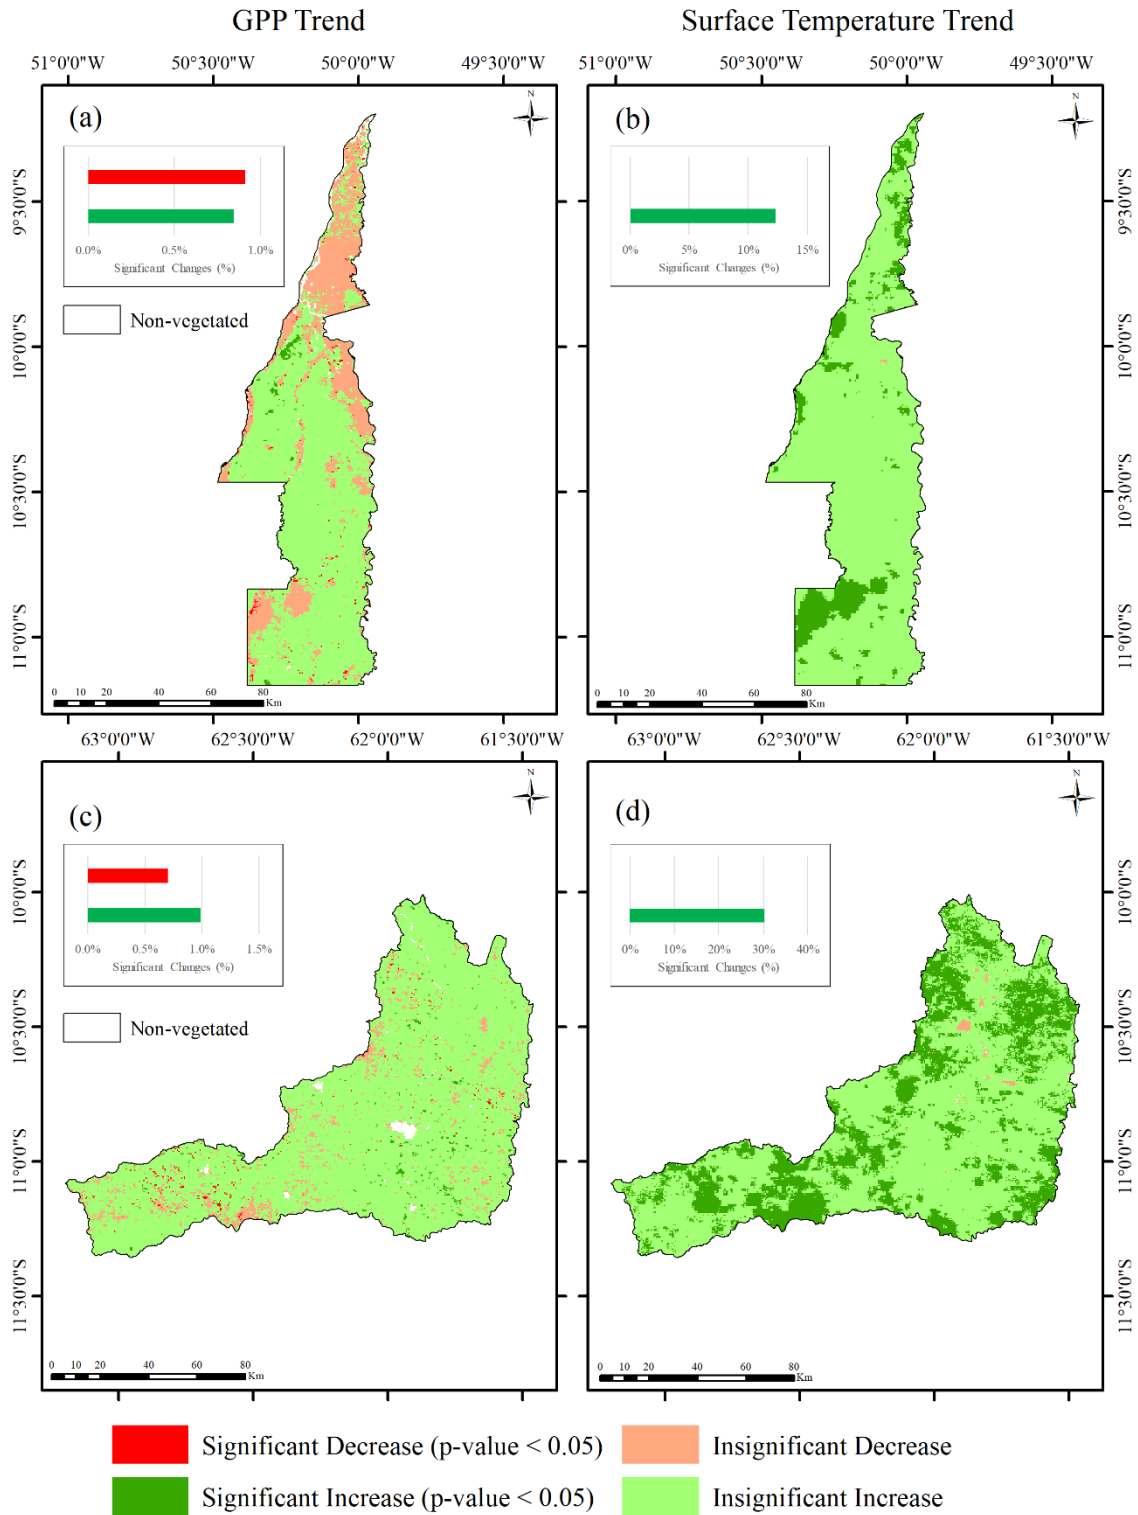 GPP Trend
Surface Temperature Trend
51°0'0"W 50°30'0"W 50°0'0"W
51°0'0"W 50°30'0"W 50°0'0"W 49°30'0"W
(a)
N
0.0% 0.5% 1.0%
Significant Changes (%)
Non-vegetated
9°30'0"S
10°0'0"S
10°30'0"S
11°0'0"S
0 5 10 20 40 60 80
Km
(b)
N
0% 5% 10% 15%
Significant Changes (%)
9°30'0"S
10°0'0"S
10°30'0"S
11°0'0"S
0 5 10 20 40 60 80
Km
63°0'0"W 62°30'0"W 62°0'0"W 61°30'0"W
63°0'0"W 62°30'0"W 62°0'0"W 61°30'0"W
(c)
N
0.0% 0.5% 1.0% 1.5%
Significant Changes (%)
Non-vegetated
10°0'0"S
10°30'0"S
11°0'0"S
11°30'0"S
0 5 10 20 40 60 80
Km
(d)
N
0% 10% 20% 30% 40%
Significant Changes (%)
10°0'0"S
10°30'0"S
11°0'0"S
11°30'0"S
0 5 10 20 40 60 80
Km
Significant Decrease (p-value < 0.05)
Insignificant Decrease
Significant Increase (p-value < 0.05)
Insignificant Increase